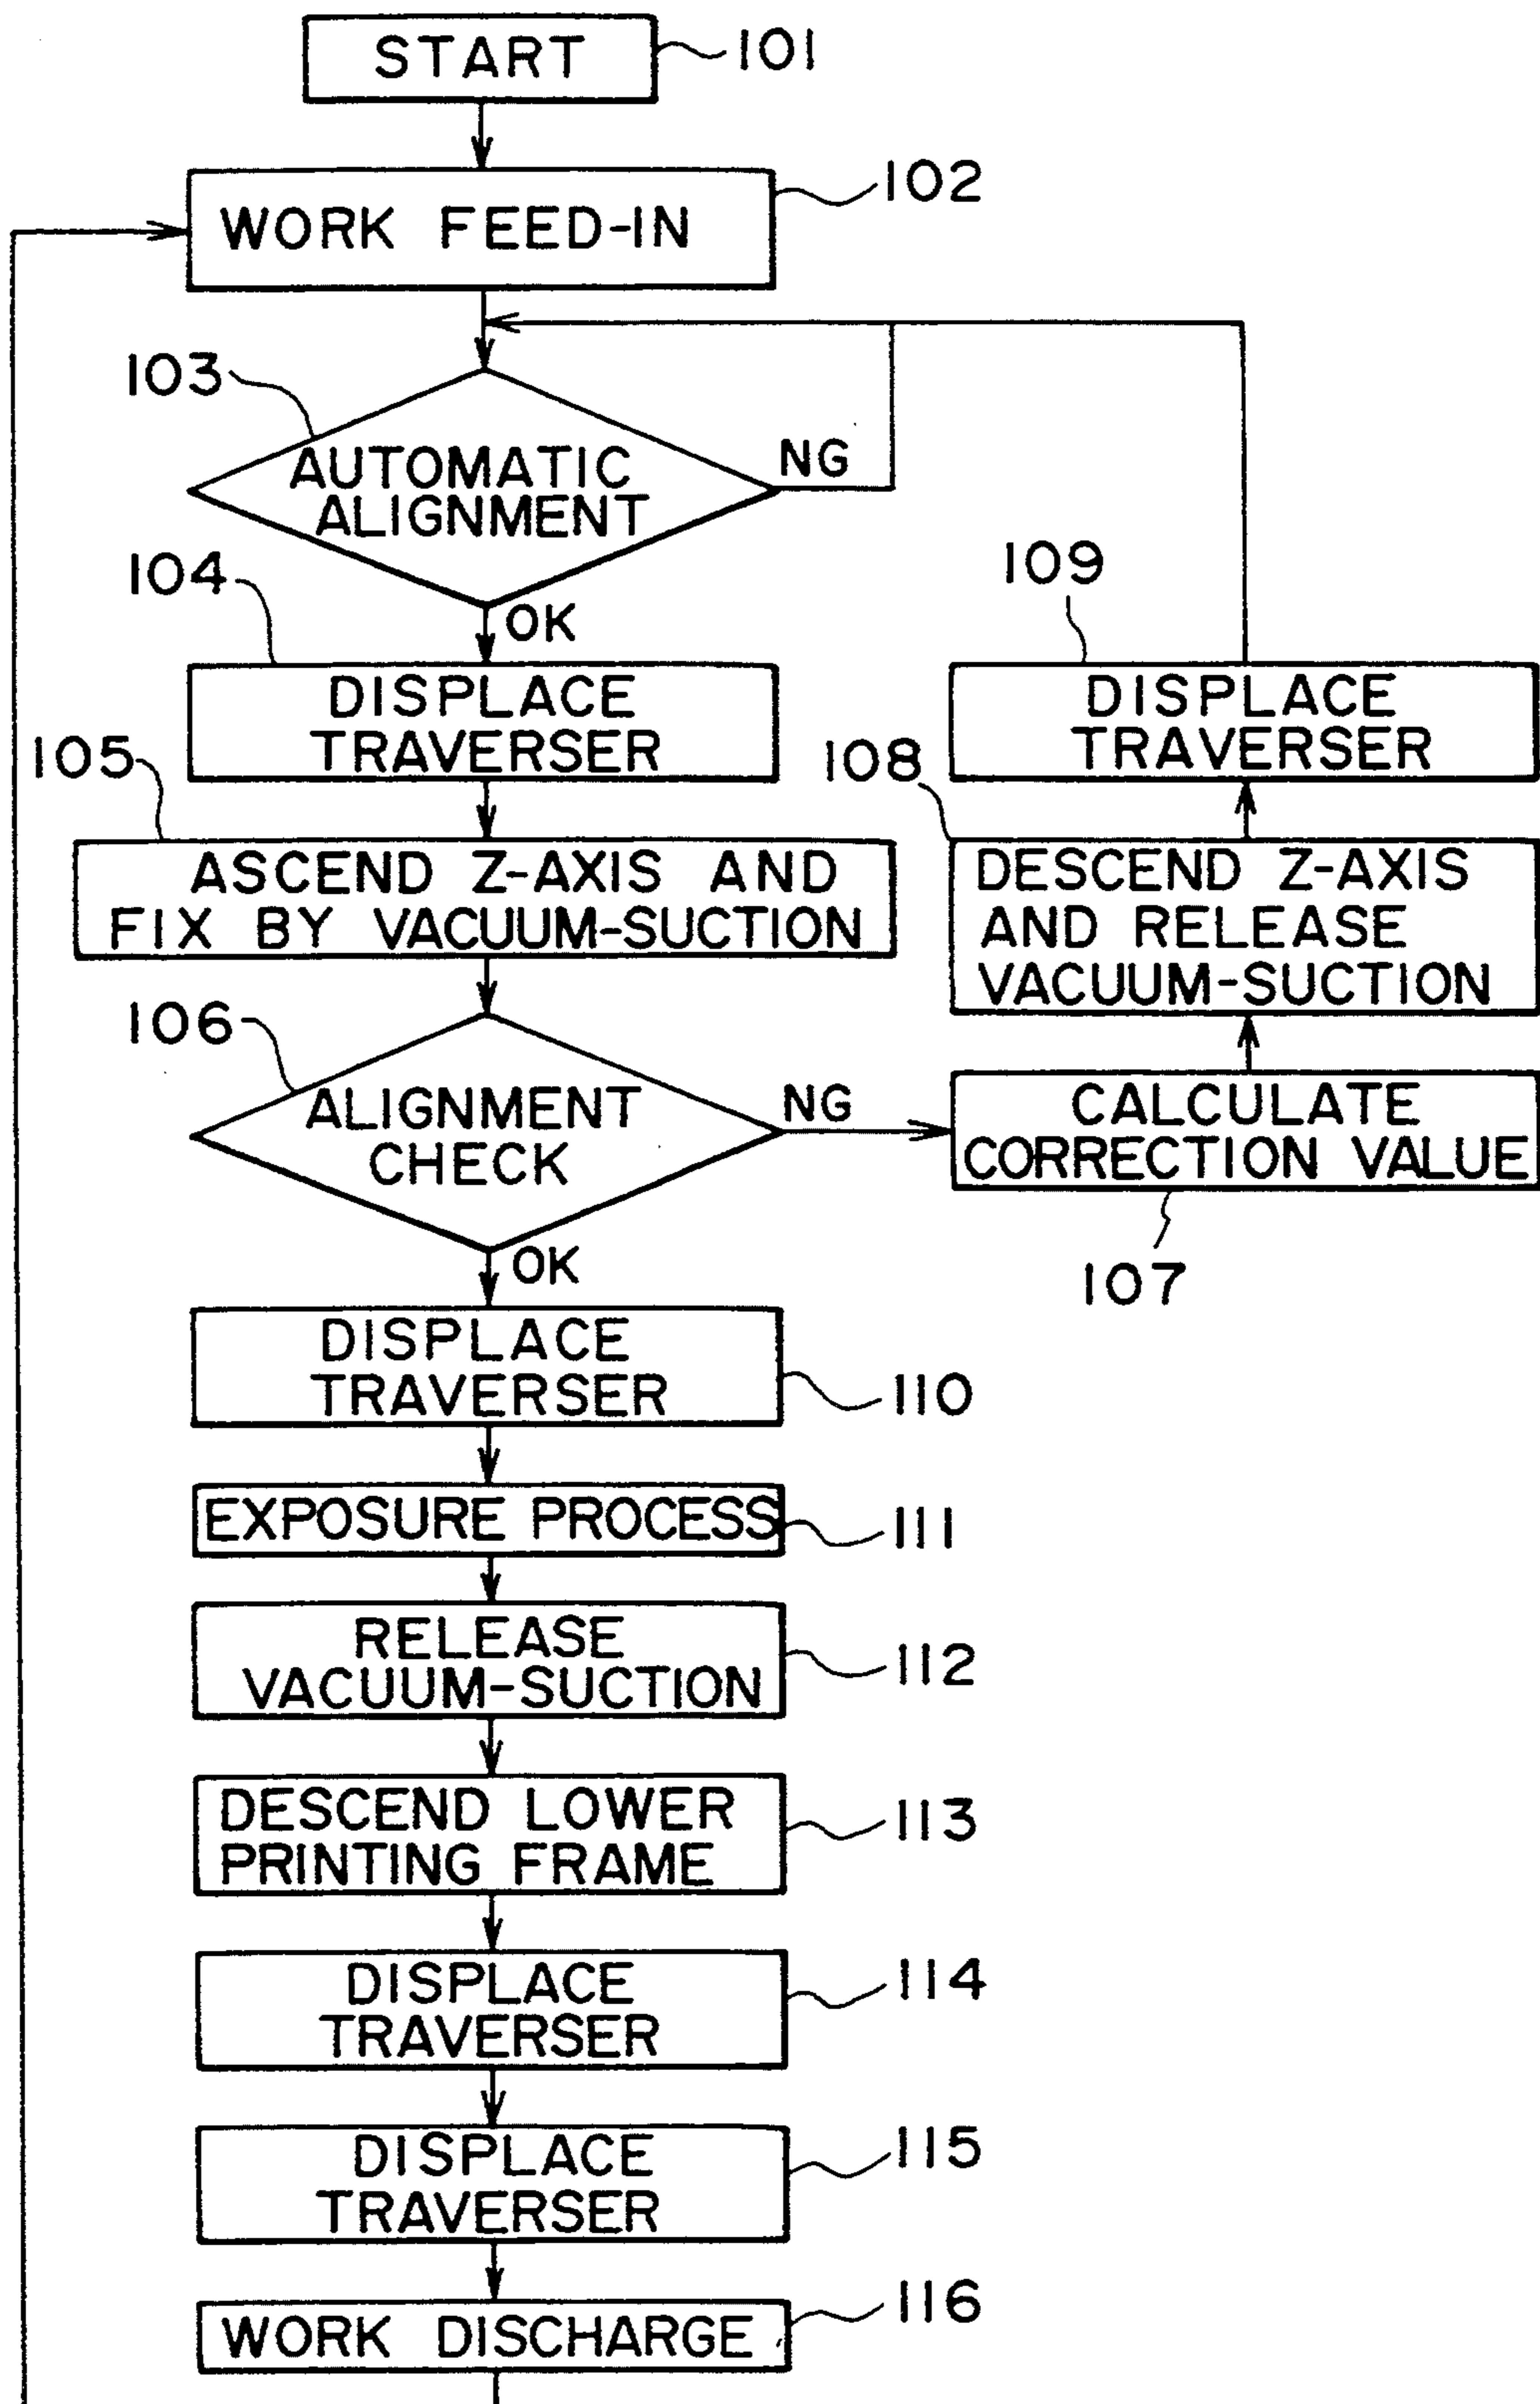 START
101
WORK FEED-IN
102
103
AUTOMATIC
ALIGNMENT
NG
OK
104
DISPLACE
TRAVERSER
105
ASCEND Z-AXIS AND
FIX BY VACUUM-SUCTION
106
ALIGNMENT
CHECK
NG
OK
CALCULATE
CORRECTION VALUE
107
108
DESCEND Z-AXIS
AND RELEASE
VACUUM-SUCTION
109
DISPLACE
TRAVERSER
DISPLACE
TRAVERSER
110
EXPOSURE PROCESS
111
RELEASE
VACUUM-SUCTION
112
DESCEND LOWER
PRINTING FRAME
113
DISPLACE
TRAVERSER
114
DISPLACE
TRAVERSER
115
WORK DISCHARGE
116